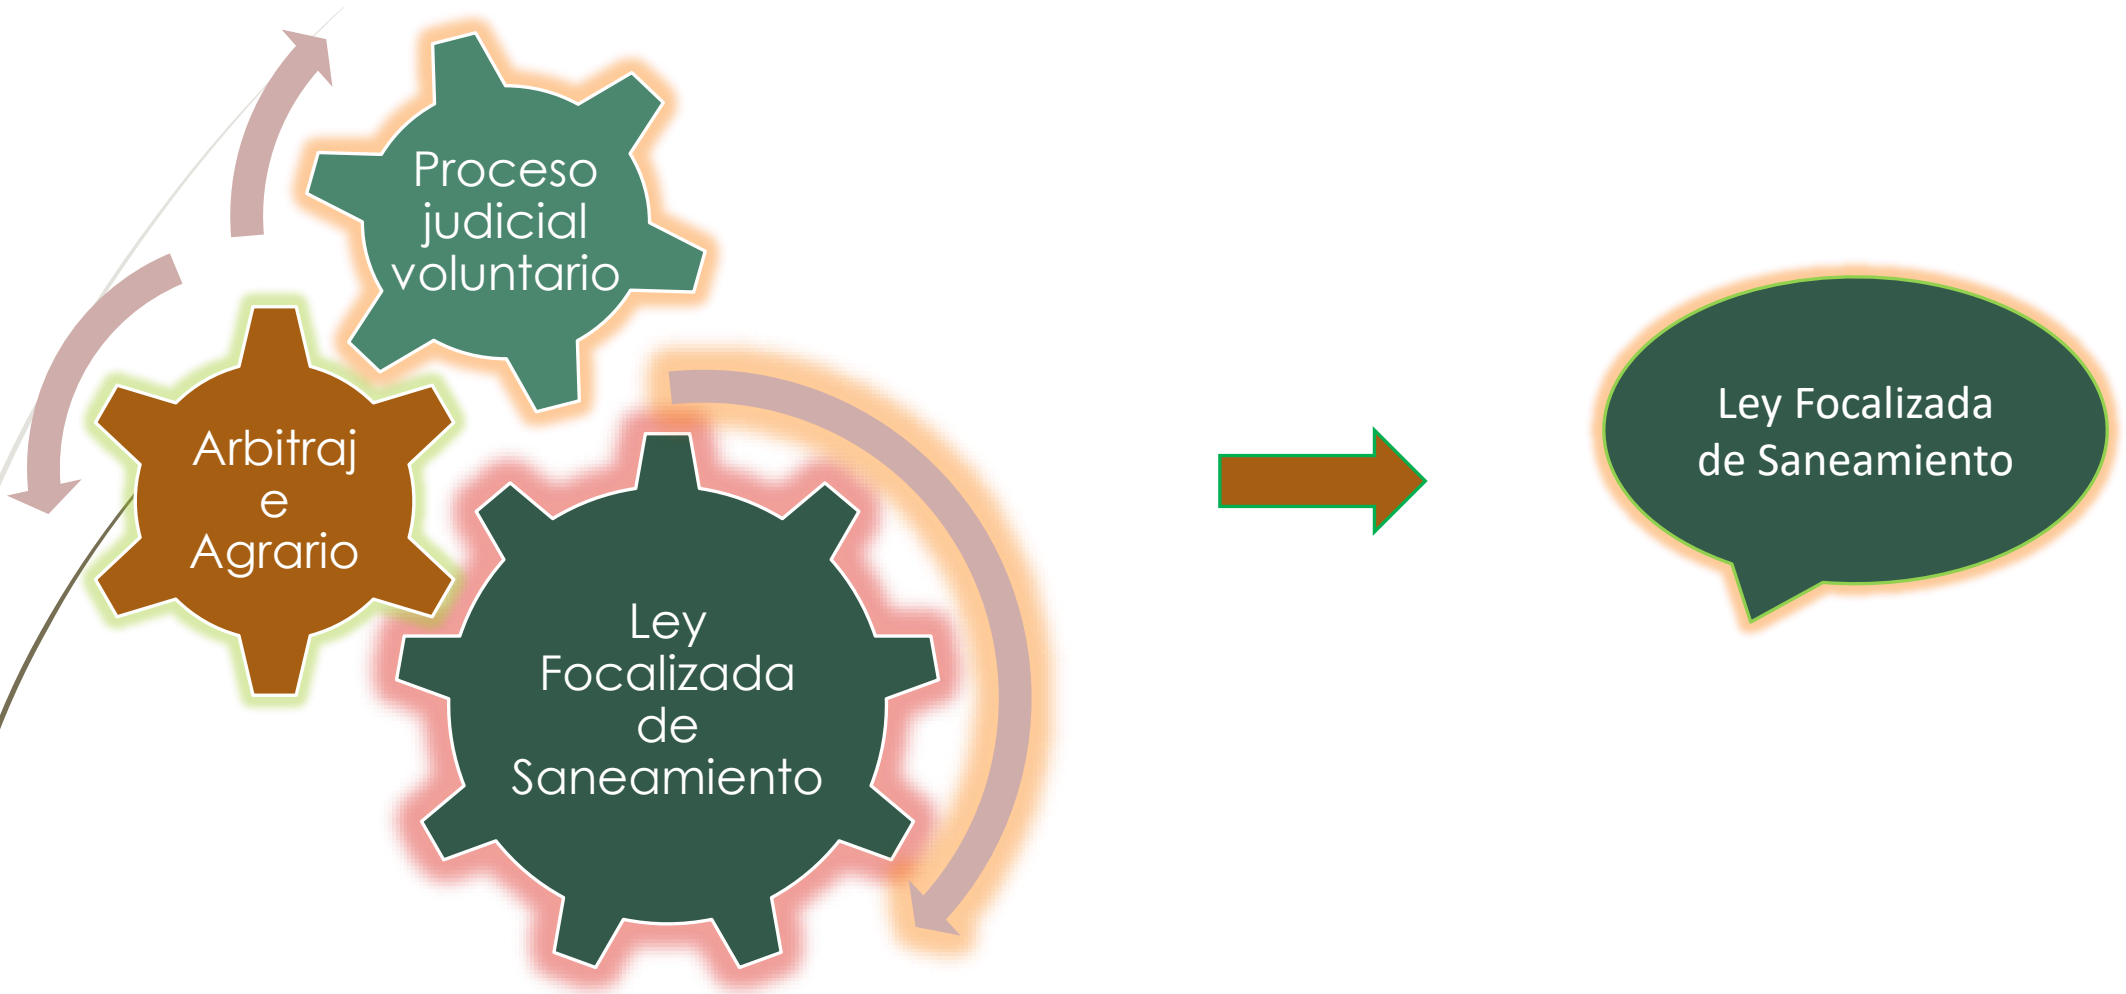 Proceso
judicial
voluntario
Arbitraj
e
Agrario
Ley
Focalizada
de
Saneamiento
Ley Focalizada
de Saneamiento